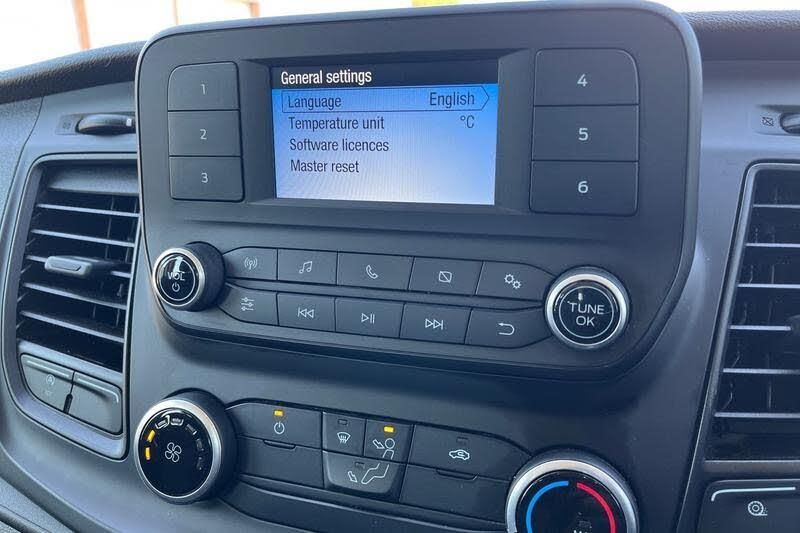 General settings
1
Language English
4
Temperature unit °C
2
Software licences
5
Master reset
3
6
VOL
TUNE
OK